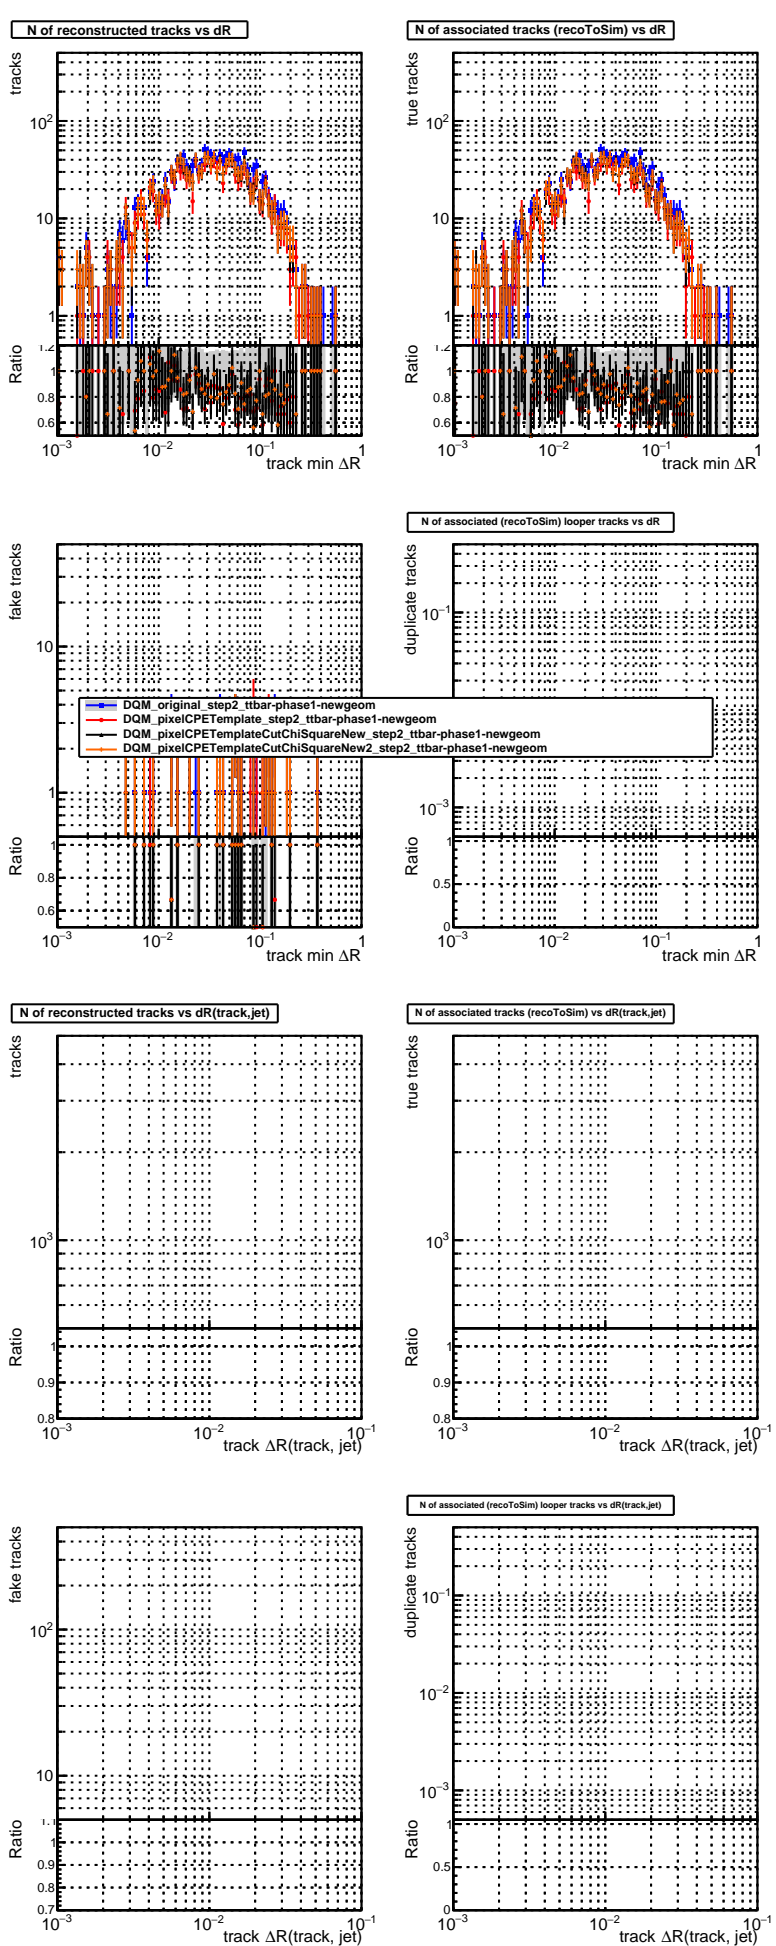 N of reconstructed tracks vs dR
tracks
10²
10
1
Ratio
1.2
1
0.8
0.6
10⁻³ 10⁻² 10⁻¹ 1
track min ΔR
N of associated tracks (recoToSim) vs dR
true tracks
10²
10
1
Ratio
1.2
1
0.8
0.6
10⁻³ 10⁻² 10⁻¹ 1
track min ΔR
fake tracks
10
1
Ratio
1
0.8
0.6
10⁻³ 10⁻² 10⁻¹ 1
track min ΔR
N of associated (recoToSim) looper tracks vs dR
duplicate tracks
10⁻¹
10⁻³
Ratio
1
0.5
0
10⁻³ 10⁻² 10⁻¹ 1
track min ΔR
DQM_original_step2_ttbar-phase1-newgeom
DQM_pixelCPETemplate_step2_ttbar-phase1-newgeom
DQM_pixelCPETemplateCutChiSquareNew_step2_ttbar-phase1-newgeom
DQM_pixelCPETemplateCutChiSquareNew2_step2_ttbar-phase1-newgeom
N of reconstructed tracks vs dR(track,jet)
tracks
10³
Ratio
1
0.9
0.8
10⁻³ 10⁻² 10⁻¹
track ΔR(track, jet)
N of associated tracks (recoToSim) vs dR(track,jet)
true tracks
10³
Ratio
1
0.9
0.8
10⁻³ 10⁻² 10⁻¹
track ΔR(track, jet)
fake tracks
10²
10
Ratio
1.1
1
0.9
0.8
0.7
10⁻³ 10⁻² 10⁻¹
track ΔR(track, jet)
N of associated (recoToSim) looper tracks vs dR(track,jet)
duplicate tracks
10⁻¹
10⁻²
10⁻³
Ratio
1
0.5
0
10⁻³ 10⁻² 10⁻¹
track ΔR(track, jet)